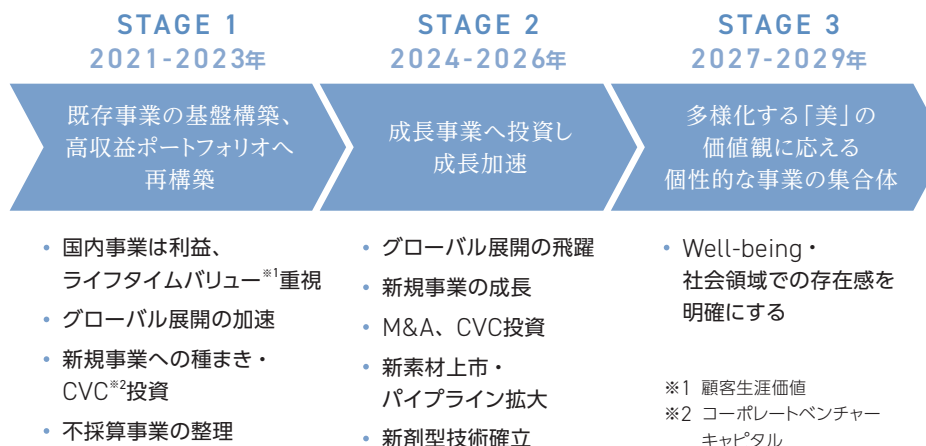 STAGE 1
2021-2023年
既存事業の基盤構築、
高収益ポートフォリオへ
再構築
• 国内事業は利益、
ライフタイムバリュー※1重視
• グローバル展開の加速
• 新規事業への種まき・
CVC※2投資
• 不採算事業の整理
STAGE 2
2024-2026年
成長事業へ投資し
成長加速
• グローバル展開の飛躍
• 新規事業の成長
• M&A、CVC投資
• 新素材上市・
パイプライン拡大
• 新剤型技術確立
STAGE 3
2027-2029年
多様化する「美」の
価値観に応える
個性的な事業の集合体
• Well-being・
社会領域での存在感を
明確にする
※1 顧客生涯価値
※2 コーポレートベンチャー
キャピタル